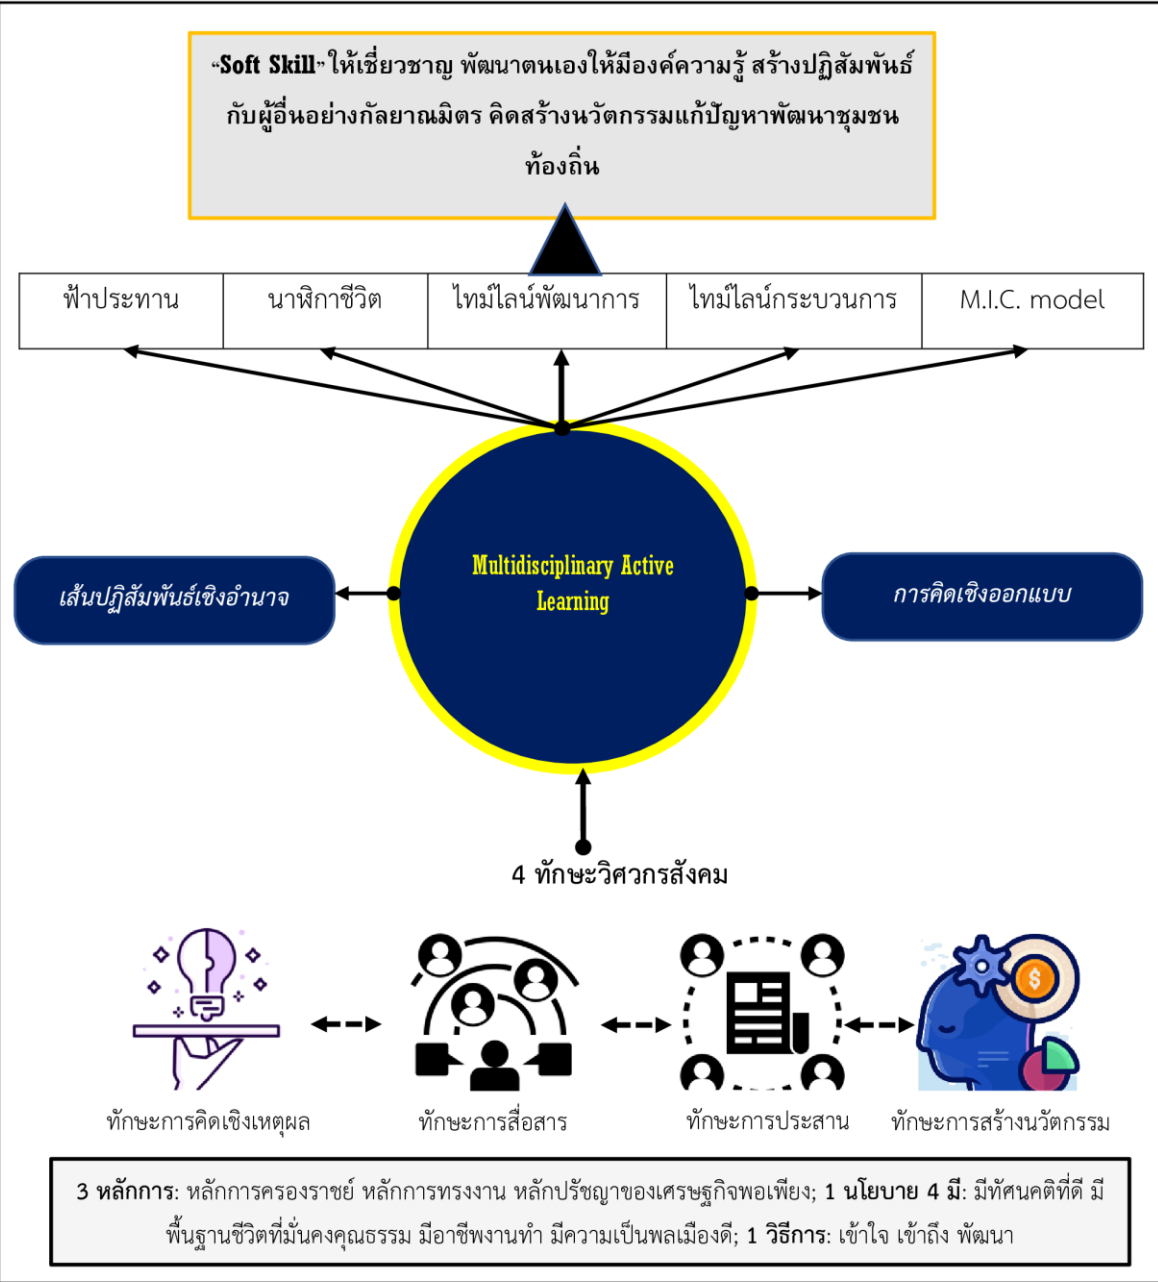 “Soft Skill” ให้เชี่ยวชาญ พัฒนาตนเองให้มีองค์ความรู้ สร้างปฏิสัมพันธ์
กับผู้อื่นอย่างกัลยาณมิตร คิดสร้างนวัตกรรมแก้ปัญหาพัฒนาชุมชน
ท้องถิ่น
ฟ้าประทาน
นาฬิกาชีวิต
ไทม์ไลน์พัฒนาการ
ไทม์ไลน์กระบวนการ
M.I.C. model
Multidisciplinary Active
Learning
เส้นปฏิสัมพันธ์เชิงอำนาจ
การคิดเชิงออกแบบ
4 ทักษะวิศวกรสังคม
$
ทักษะการคิดเชิงเหตุผล
ทักษะการสื่อสาร
ทักษะการประสาน
ทักษะการสร้างนวัตกรรม
3 หลักการ: หลักการครองราชย์ หลักการทรงงาน หลักปรัชญาของเศรษฐกิจพอเพียง; 1 นโยบาย 4 มี: มีทัศนคติที่ดี มี
พื้นฐานชีวิตที่มั่นคงคุณธรรม มีอาชีพงานทำ มีความเป็นพลเมืองดี; 1 วิธีการ: เข้าใจ เข้าถึง พัฒนา